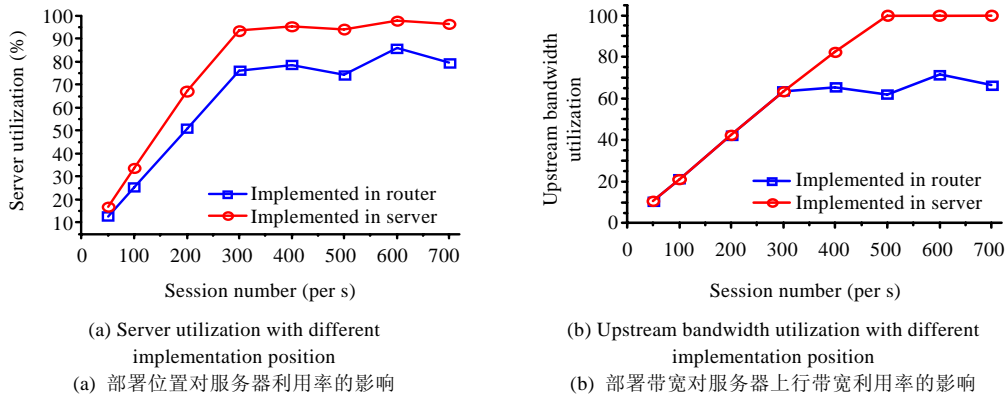 Server utilization (%)
100
90
80
70
60
50
40
30
20
10
Implemented in router
Implemented in server
0 100 200 300 400 500 600 700
Session number (per s)
(a) Server utilization with different
implementation position
(a) 部署位置对服务器利用率的影响
Upstream bandwidth
utilization
100
80
60
40
20
0
Implemented in router
Implemented in server
0 100 200 300 400 500 600 700
Session number (per s)
(b) Upstream bandwidth utilization with different
implementation position
(b) 部署带宽对服务器上行带宽利用率的影响